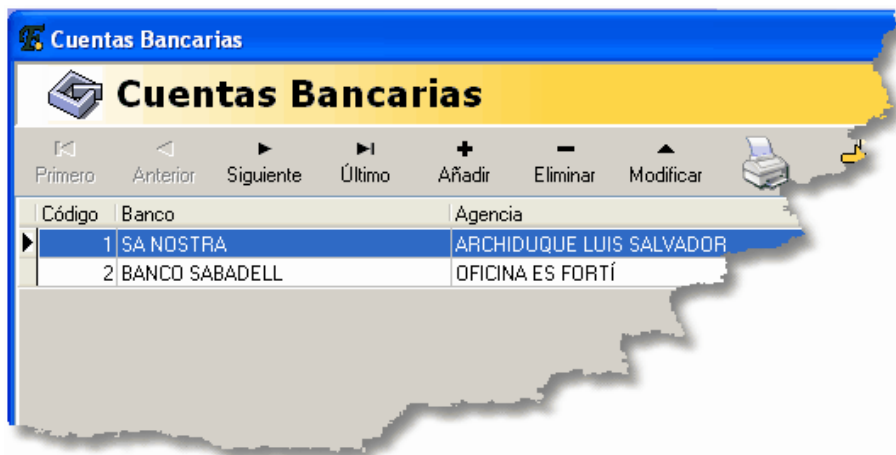 Cuentas Bancarias
Cuentas Bancarias
Primero Anterior Siguiente Último Añadir Eliminar Modificar
Código Banco Agencia
1 SA NOSTRA ARCHIDUQUE LUIS SALVADOR
2 BANCO SABADELL OFICINA ES FORTÍ